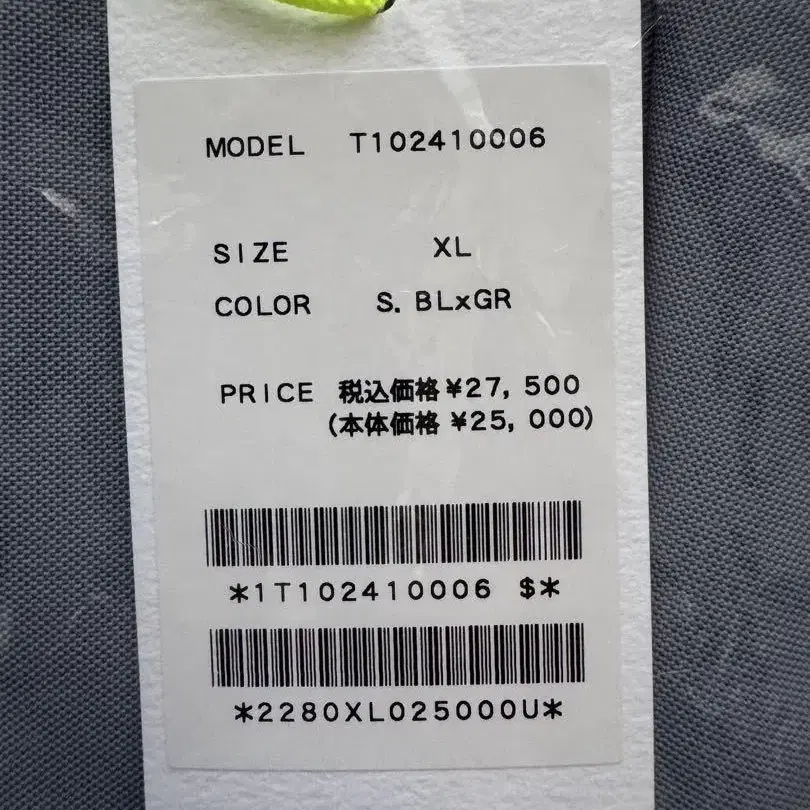 MODEL T102410006
SIZE XL
COLOR S. BLxGR
PRICE 税込価格 ¥27, 500
(本体価格 ¥25, 000)
*1T102410006 $*
*2280XL025000U*